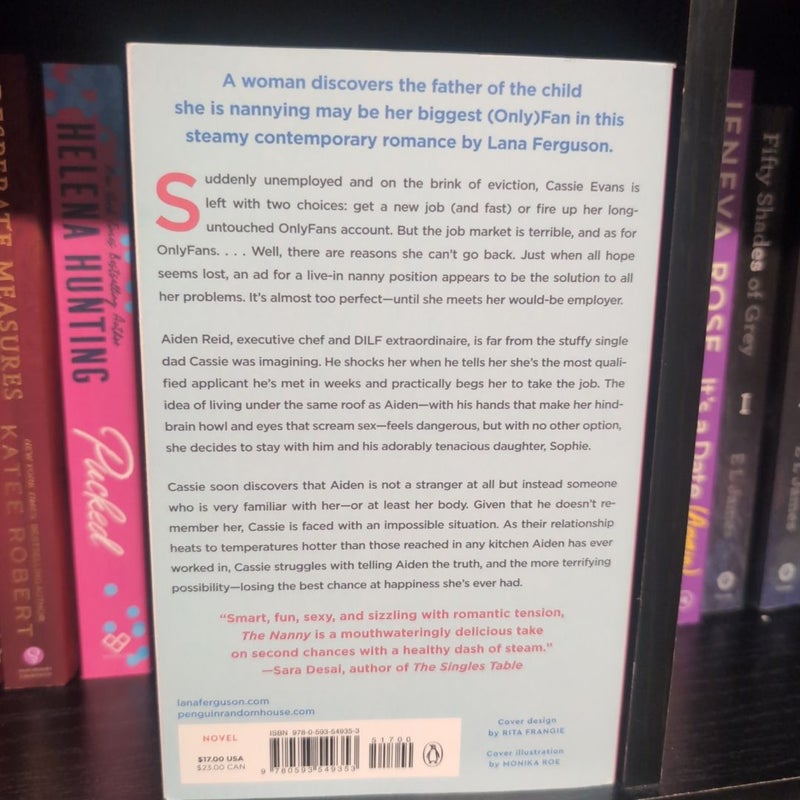 A woman discovers the father of the child
she is nannying may be her biggest (Only)Fan in this
steamy contemporary romance by Lana Ferguson.
Suddenly unemployed and on the brink of eviction, Cassie Evans is
left with two choices: get a new job (and fast) or fire up her long-
untouched OnlyFans account. But the job market is terrible, and as for
OnlyFans. . . . Well, there are reasons she can't go back. Just when all hope
seems lost, an ad for a live-in nanny position appears to be the solution to all
her problems. It's almost too perfect—until she meets her would-be employer.
Aiden Reid, executive chef and DILF extraordinaire, is far from the stuffy single
dad Cassie was imagining. He shocks her when he tells her she's the most quali-
fied applicant he's met in weeks and practically begs her to take the job. The
idea of living under the same roof as Aiden—with his hands that make her hind-
brain howl and eyes that scream sex—feels dangerous, but with no other option,
she decides to stay with him and his adorably tenacious daughter, Sophie.
Cassie soon discovers that Aiden is not a stranger at all but instead someone
who is very familiar with her—or at least her body. Given that he doesn't re-
member her, Cassie is faced with an impossible situation. As their relationship
heats to temperatures hotter than those reached in any kitchen Aiden has ever
worked in, Cassie struggles with telling Aiden the truth, and the more terrifying
possibility—losing the best chance at happiness she's ever had.
"Smart, fun, sexy, and sizzling with romantic tension,
The Nanny is a mouthwateringly delicious take
on second chances with a healthy dash of steam."
—Sara Desai, author of The Singles Table
lanaferguson.com
penguinrandomhouse.com
NOVEL
$17.00 USA
$23.00 CAN
ISBN 978-0-593-54935-3
51700
9 780593 549353
Cover design
by RITA FRANGIE
Cover illustration
by MONIKA ROE
MEASURES
KATEE ROBERT
NEW YORK TIMES BESTSELLING AUTHOR
HELENA HUNTING
New York Times Bestselling Author
Pucked
JENEVA ROSE
It's a Date (Again)
Fifty Shades of Grey
E L James